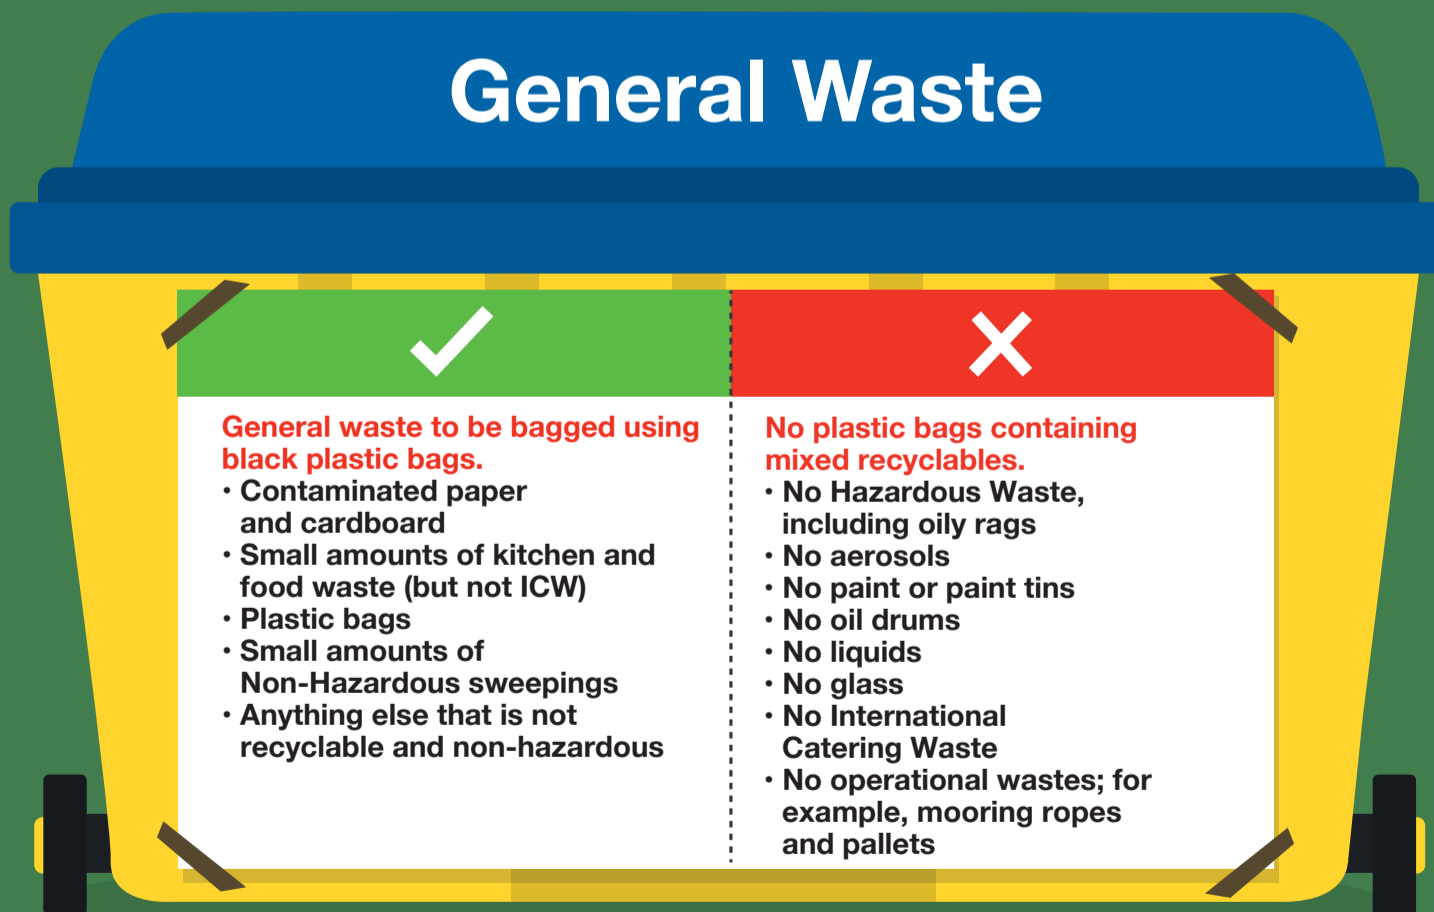 General Waste
General waste to be bagged using
black plastic bags.
• Contaminated paper
and cardboard
• Small amounts of kitchen and
food waste (but not ICW)
• Plastic bags
• Small amounts of
Non-Hazardous sweepings
• Anything else that is not
recyclable and non-hazardous
No plastic bags containing
mixed recyclables.
• No Hazardous Waste,
including oily rags
• No aerosols
• No paint or paint tins
• No oil drums
• No liquids
• No glass
• No International
Catering Waste
• No operational wastes; for
example, mooring ropes
and pallets